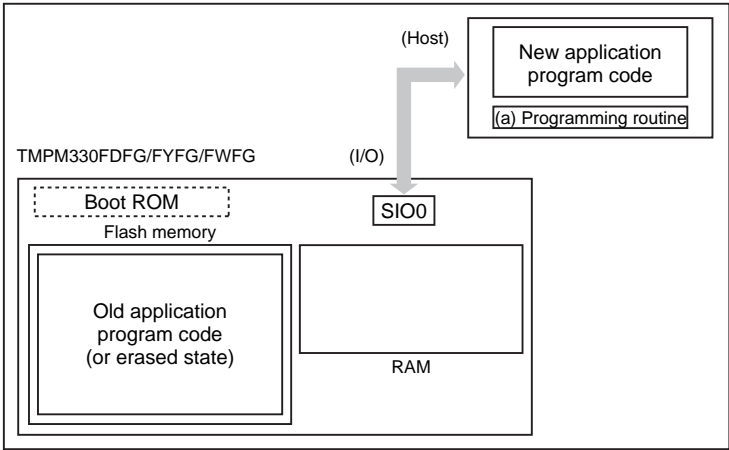 (Host)
New application
program code
(a) Programming routine
TMPM330FDFG/FYFG/FWFG
(I/O)
Boot ROM
SIO0
Flash memory
Old application
program code
(or erased state)
RAM